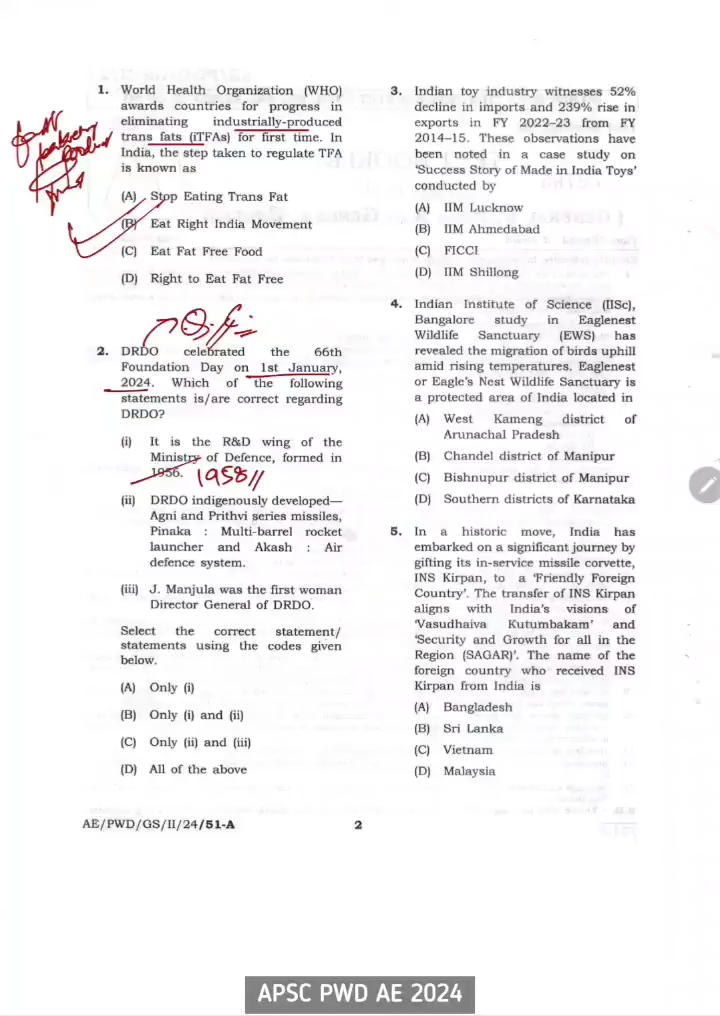 1. World Health Organization (WHO)
awards countries for progress in
eliminating industrially-produced
trans fats (iTFAs) for first time. In
India, the step taken to regulate TFA
is known as
(A) Stop Eating Trans Fat
(B) Eat Right India Movement
(C) Eat Fat Free Food
(D) Right to Eat Fat Free
2. DRDO celebrated the 66th
Foundation Day on 1st January,
2024. Which of the following
statements is/are correct regarding
DRDO?
(i) It is the R&D wing of the
Ministry of Defence, formed in
1956. 1958
(ii) DRDO indigenously developed—
Agni and Prithvi series missiles,
Pinaka : Multi-barrel rocket
launcher and Akash : Air
defence system.
(iii) J. Manjula was the first woman
Director General of DRDO.
Select the correct statement/
statements using the codes given
below.
(A) Only (i)
(B) Only (i) and (ii)
(C) Only (ii) and (iii)
(D) All of the above
3. Indian toy industry witnesses 52%
decline in imports and 239% rise in
exports in FY 2022–23 from FY
2014–15. These observations have
been noted in a case study on
‘Success Story of Made in India Toys’
conducted by
(A) IIM Lucknow
(B) IIM Ahmedabad
(C) FICCI
(D) IIM Shillong
4. Indian Institute of Science (IISc),
Bangalore study in Eaglenest
Wildlife Sanctuary (EWS) has
revealed the migration of birds uphill
amid rising temperatures. Eaglenest
or Eagle’s Nest Wildlife Sanctuary is
a protected area of India located in
(A) West Kameng district of
Arunachal Pradesh
(B) Chandel district of Manipur
(C) Bishnupur district of Manipur
(D) Southern districts of Karnataka
5. In a historic move, India has
embarked on a significant journey by
gifting its in-service missile corvette,
INS Kirpan, to a ‘Friendly Foreign
Country’. The transfer of INS Kirpan
aligns with India’s visions of
‘Vasudhaiva Kutumbakam’ and
‘Security and Growth for all in the
Region (SAGAR)’. The name of the
foreign country who received INS
Kirpan from India is
(A) Bangladesh
(B) Sri Lanka
(C) Vietnam
(D) Malaysia
AE/PWD/GS/II/24/51-A
2
APSC PWD AE 2024